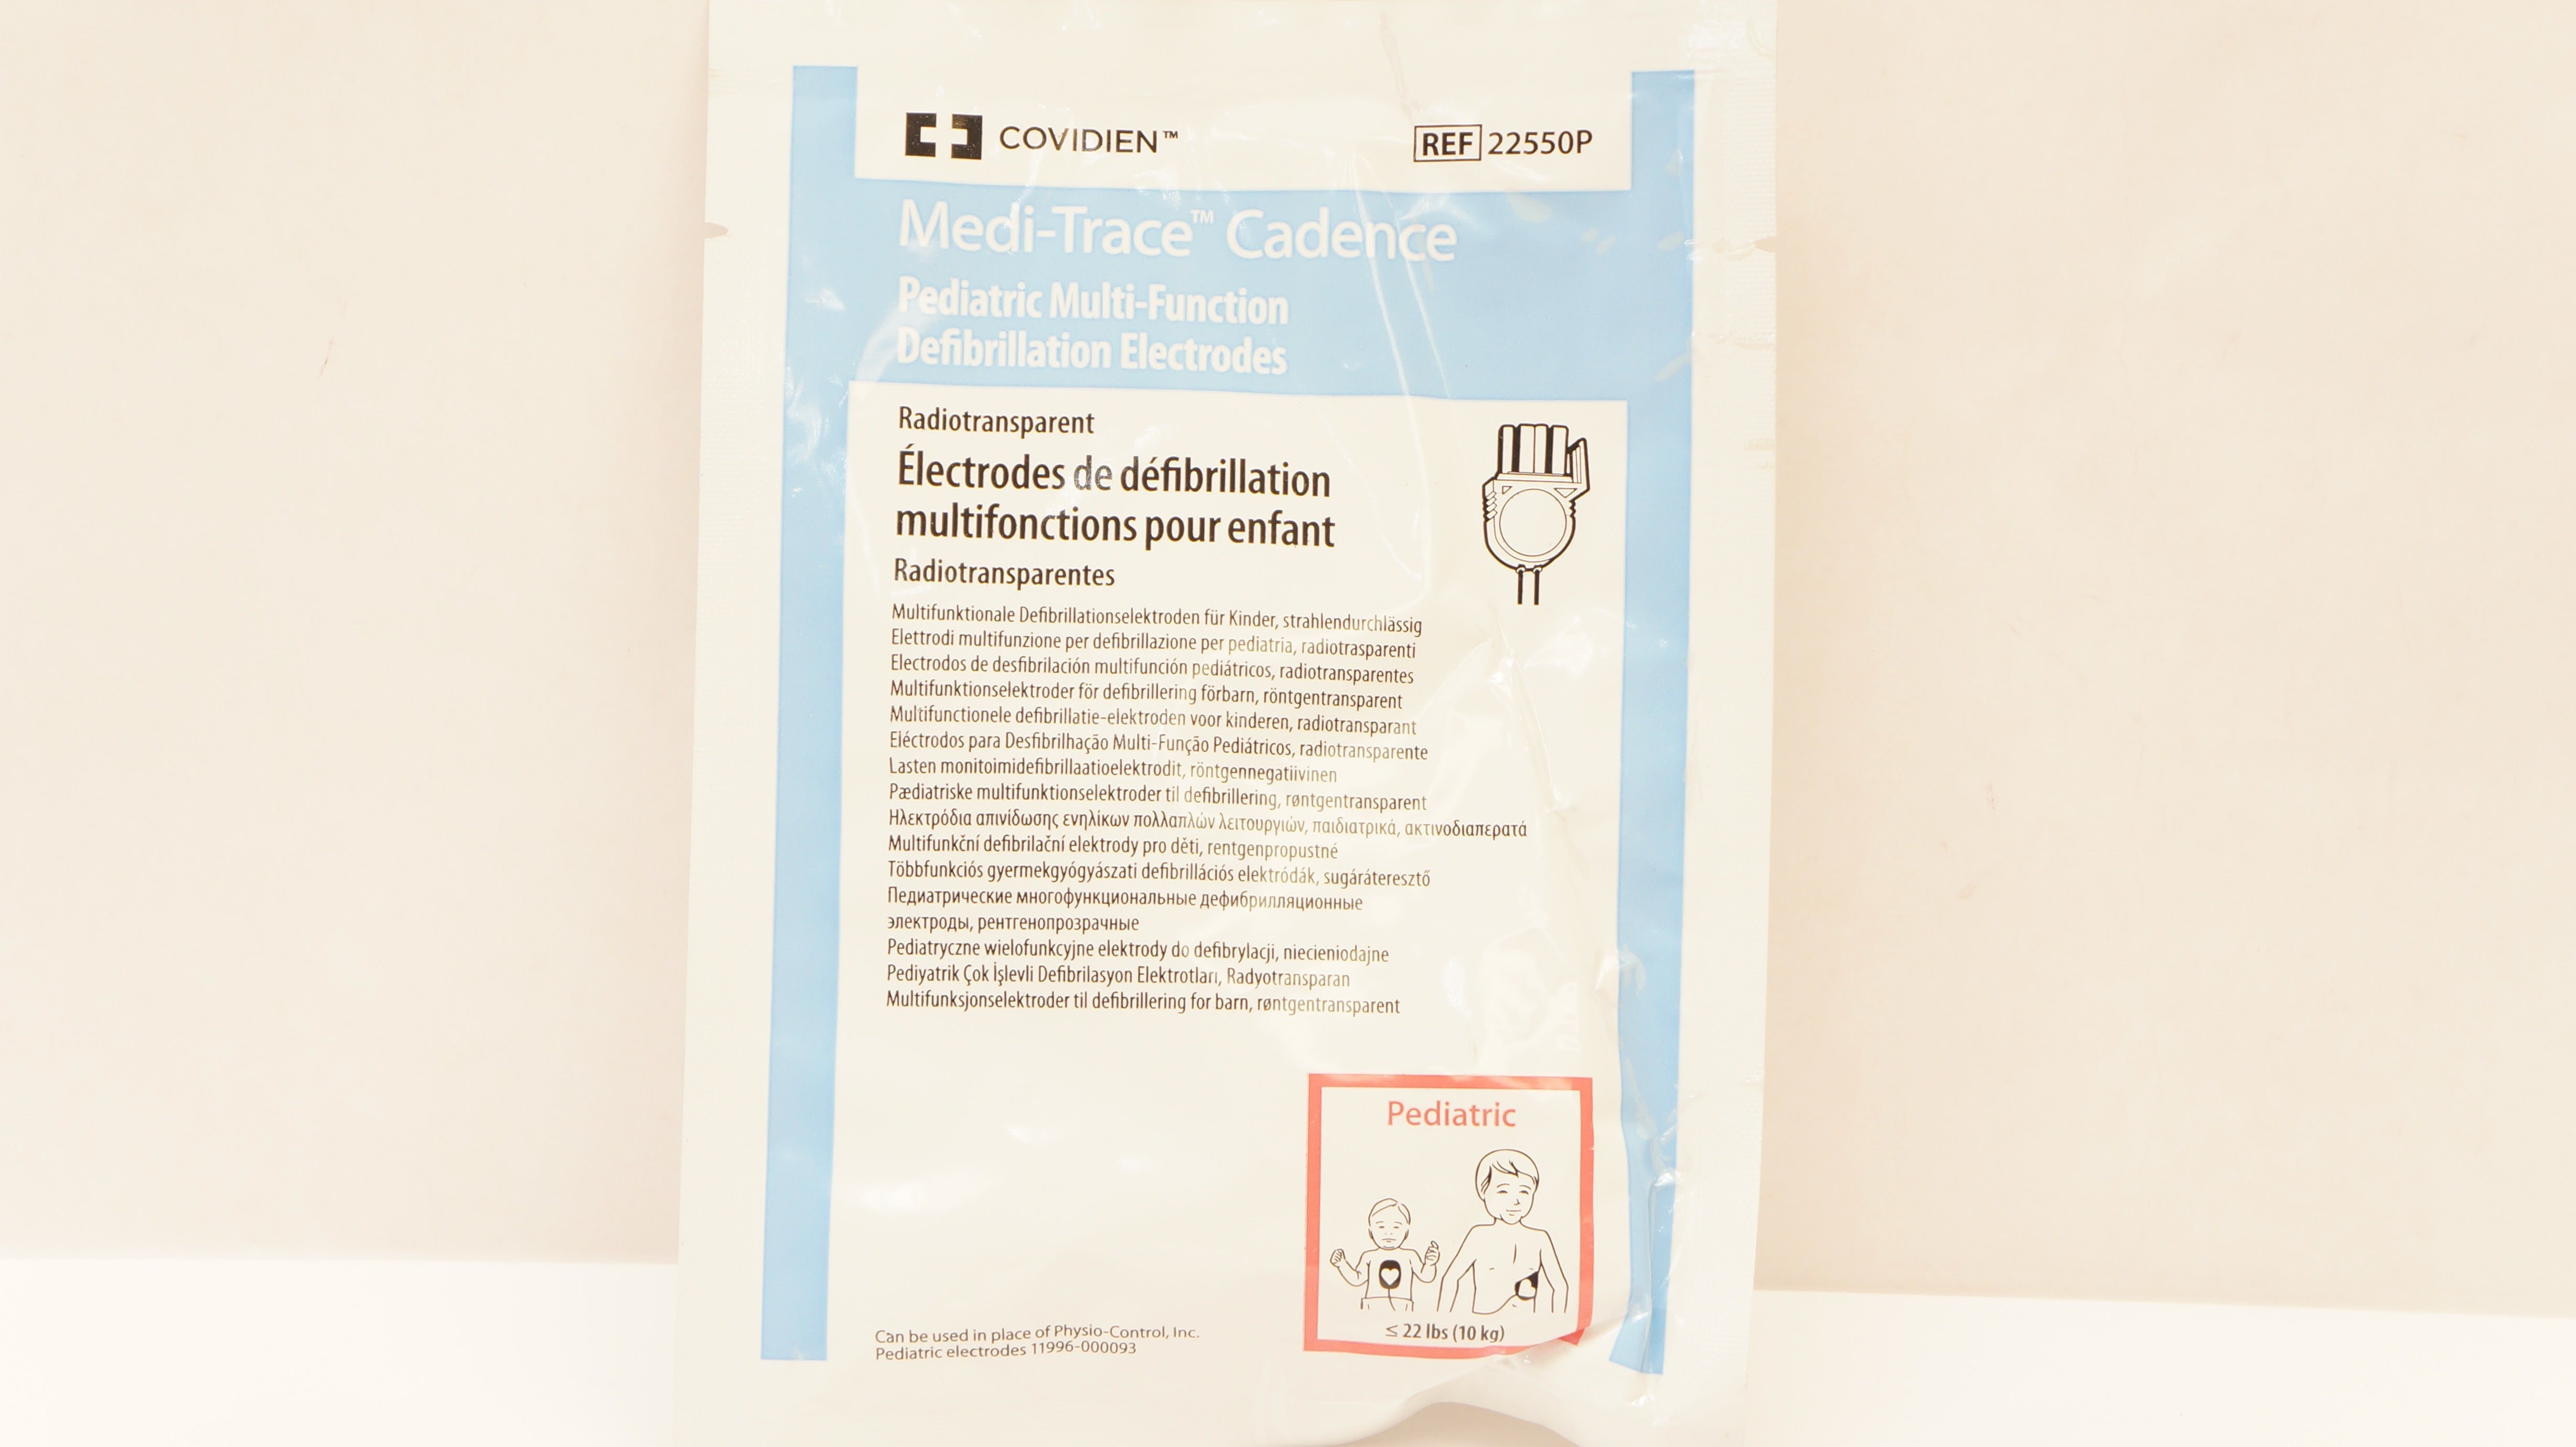 COVIDIEN™
REF 22550P
Medi-Trace™ Cadence
Pediatric Multi-Function
Defibrillation Electrodes
Radiotransparent
Électrodes de défibrillation
multifonctions pour enfant
Radiotransparentes
Multifunktionale Defibrillationselektroden für Kinder, strahlendurchlässig
Elettrodi multifunzione per defibrillazione per pediatria, radiotrasparenti
Electrodos de desfibrilación multifunción pediátricos, radiotransparentes
Multifunktionselektroder för defibrillering förbarn, röntgentransparent
Multifunctionele defibrillatie-elektroden voor kinderen, radiotransparant
Eléctrodos para Desfibrilhação Multi-Função Pediátricos, radiotransparente
Lasten monitoimidefibrillaatioelektrodit, röntgennegatiivinen
Pædiatriske multifunktionselektroder til defibrillering, røntgentransparent
Ηλεκτρόδια απινίδωσης ενηλίκων πολλαπλών λειτουργιών, παιδιατρικά, ακτινοδιαπερατά
Multifunkční defibrilační elektrody pro děti, rentgenpropustné
Többfunkciós gyermekgyógyászati defibrillációs elektródák, sugáráteresztő
Педиатрические многофункциональные дефибрилляционные
электроды, рентгенопрозрачные
Pediatryczne wielofunkcyjne elektrody do defibrylacji, niecieniodajne
Pediyatrik Çok İşlevli Defibrilasyon Elektrotları, Radyotransparan
Multifunksjonselektroder til defibrillering for barn, røntgentransparent
Pediatric
≤ 22 lbs (10 kg)
Can be used in place of Physio-Control, Inc.
Pediatric electrodes 11996-000093